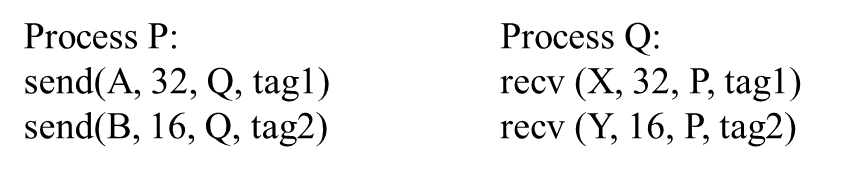 Process P:
send(A, 32, Q, tag1)
send(B, 16, Q, tag2)
Process Q:
recv (X, 32, P, tag1)
recv (Y, 16, P, tag2)